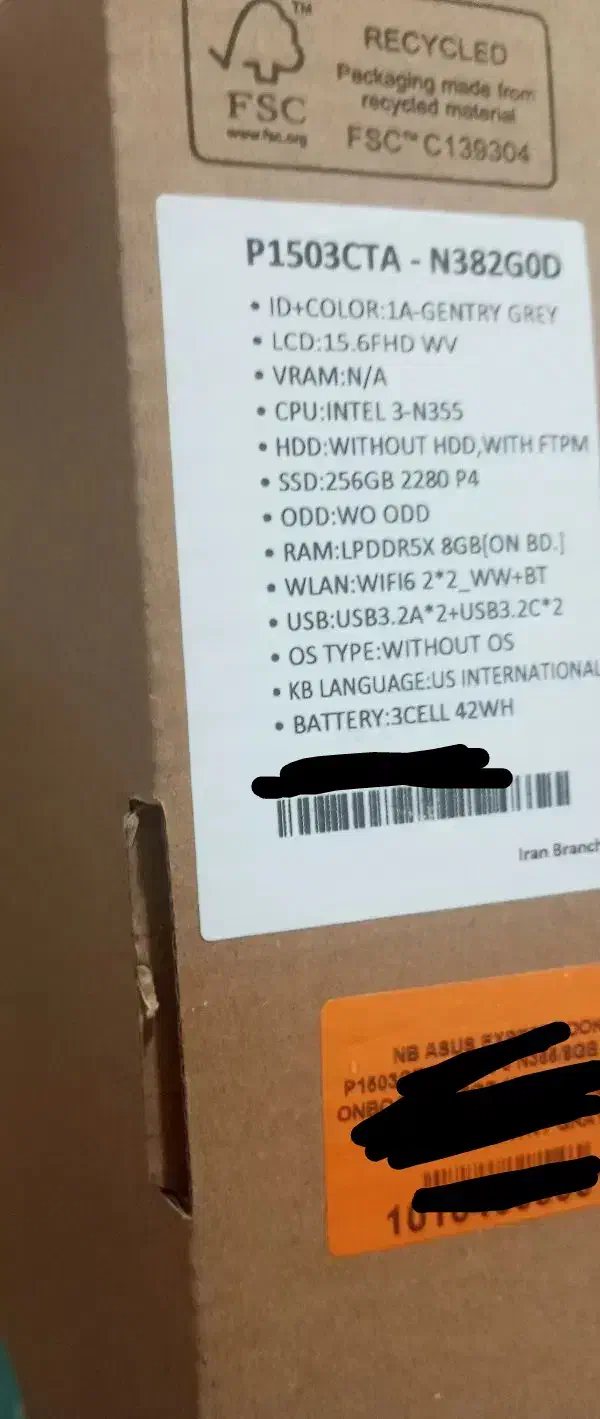 TM
FSC
www.fsc.org
RECYCLED
Packaging made from
recycled material
FSC™ C139304
P1503CTA - N382G0D
• ID+COLOR:1A-GENTRY GREY
• LCD:15.6FHD WV
• VRAM:N/A
• CPU:INTEL 3-N355
• HDD:WITHOUT HDD,WITH FTPM
• SSD:256GB 2280 P4
• ODD:WO ODD
• RAM:LPDDR5X 8GB[ON BD.]
• WLAN:WIFI6 2*2_WW+BT
• USB:USB3.2A*2+USB3.2C*2
• OS TYPE:WITHOUT OS
• KB LANGUAGE:US INTERNATIONAL
• BATTERY:3CELL 42WH
Iran Branch
NB ASUS